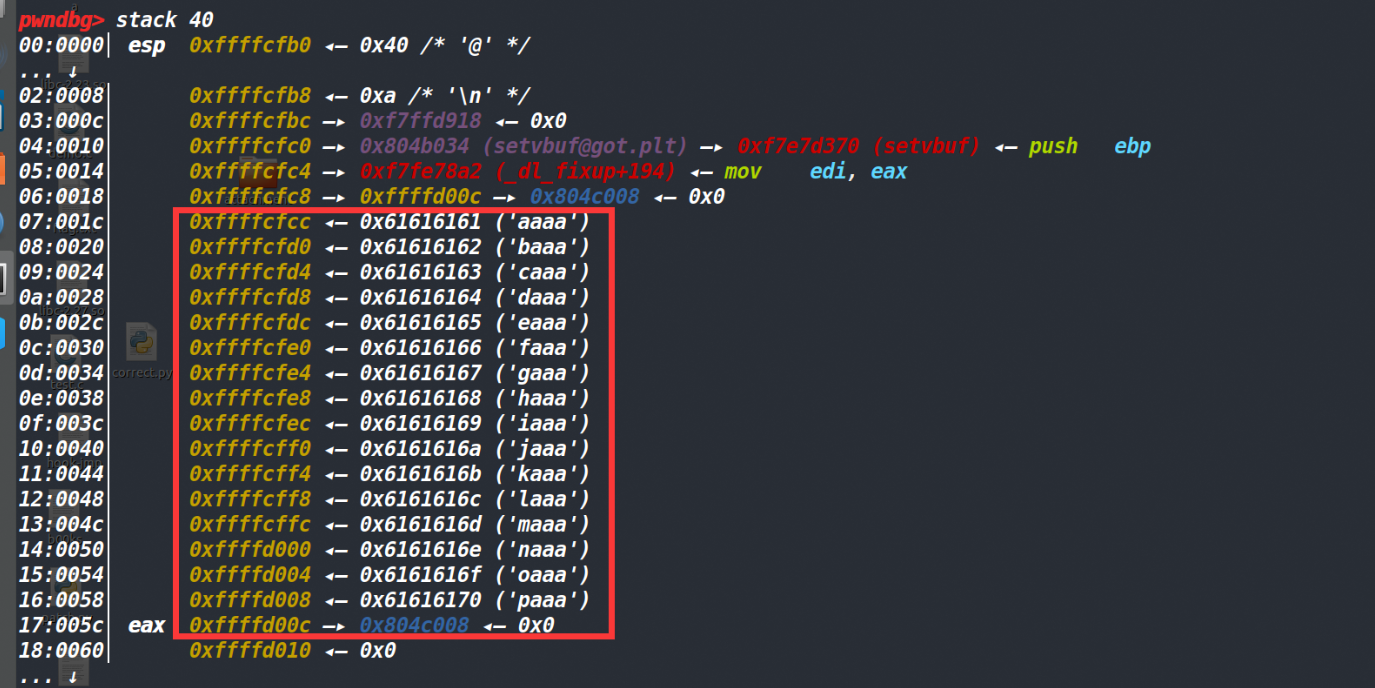 pwndbg> stack 40
00:0000│ esp 0xffffcfb0 ◂— 0x40 /* '@' */
... ↓
02:0008│ 0xffffcfb8 ◂— 0xa /* '\n' */
03:000c│ 0xffffcfbc —▸ 0xf7ffd918 ◂— 0x0
04:0010│ 0xffffcfc0 —▸ 0x804b034 (setvbuf@got.plt) —▸ 0xf7e7d370 (setvbuf) ◂— push ebp
05:0014│ 0xffffcfc4 —▸ 0xf7fe78a2 (_dl_fixup+194) ◂— mov edi, eax
06:0018│ 0xffffcfc8 —▸ 0xffffd00c —▸ 0x804c008 ◂— 0x0
07:001c│ 0xffffcfcc ◂— 0x61616161 ('aaaa')
08:0020│ 0xffffcfd0 ◂— 0x61616162 ('baaa')
09:0024│ 0xffffcfd4 ◂— 0x61616163 ('caaa')
0a:0028│ 0xffffcfd8 ◂— 0x61616164 ('daaa')
0b:002c│ 0xffffcfdc ◂— 0x61616165 ('eaaa')
0c:0030│ 0xffffcfe0 ◂— 0x61616166 ('faaa')
0d:0034│ 0xffffcfe4 ◂— 0x61616167 ('gaaa')
correct.py
0e:0038│ 0xffffcfe8 ◂— 0x61616168 ('haaa')
0f:003c│ 0xffffcfec ◂— 0x61616169 ('iaaa')
10:0040│ 0xffffcff0 ◂— 0x6161616a ('jaaa')
11:0044│ 0xffffcff4 ◂— 0x6161616b ('kaaa')
12:0048│ 0xffffcff8 ◂— 0x6161616c ('laaa')
13:004c│ 0xffffcffc ◂— 0x6161616d ('maaa')
14:0050│ 0xffffd000 ◂— 0x6161616e ('naaa')
15:0054│ 0xffffd004 ◂— 0x6161616f ('oaaa')
16:0058│ 0xffffd008 ◂— 0x61616170 ('paaa')
17:005c│ eax 0xffffd00c —▸ 0x804c008 ◂— 0x0
18:0060│ 0xffffd010 ◂— 0x0
... ↓